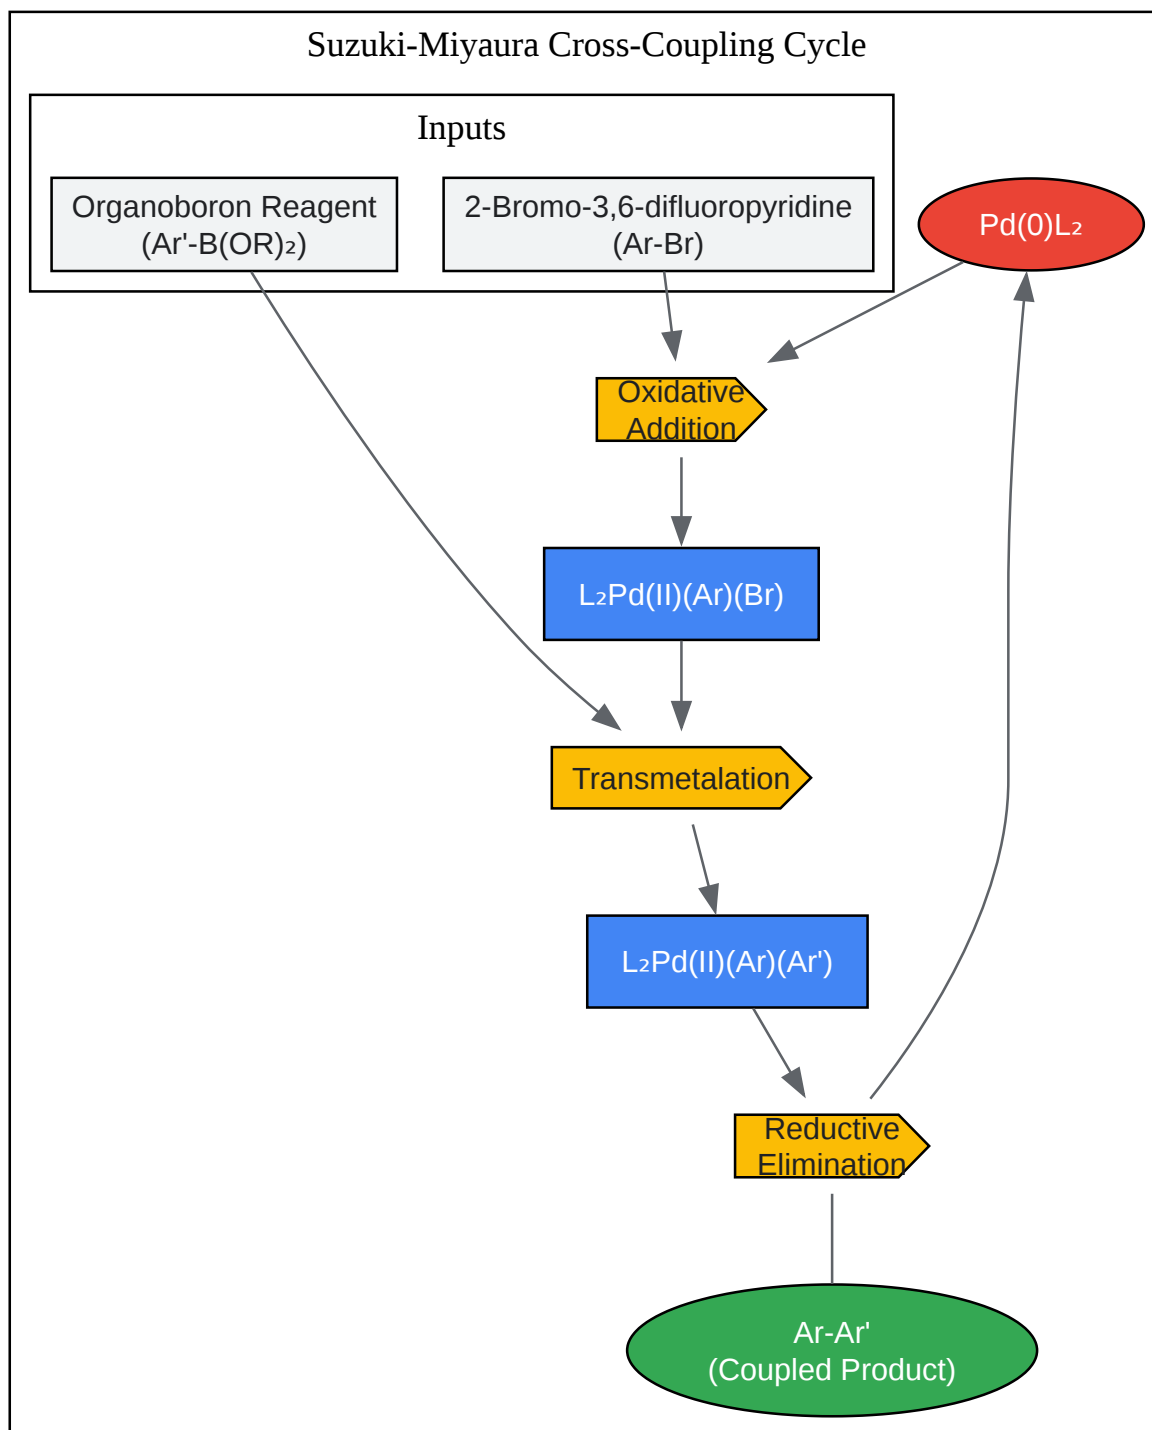 Suzuki-Miyaura Cross-Coupling Cycle
Inputs
Organoboron Reagent
(Ar'-B(OR)₂)
2-Bromo-3,6-difluoropyridine
(Ar-Br)
Pd(0)L₂
Oxidative
Addition
L₂Pd(II)(Ar)(Br)
Transmetalation
L₂Pd(II)(Ar)(Ar')
Reductive
Elimination
Ar-Ar'
(Coupled Product)